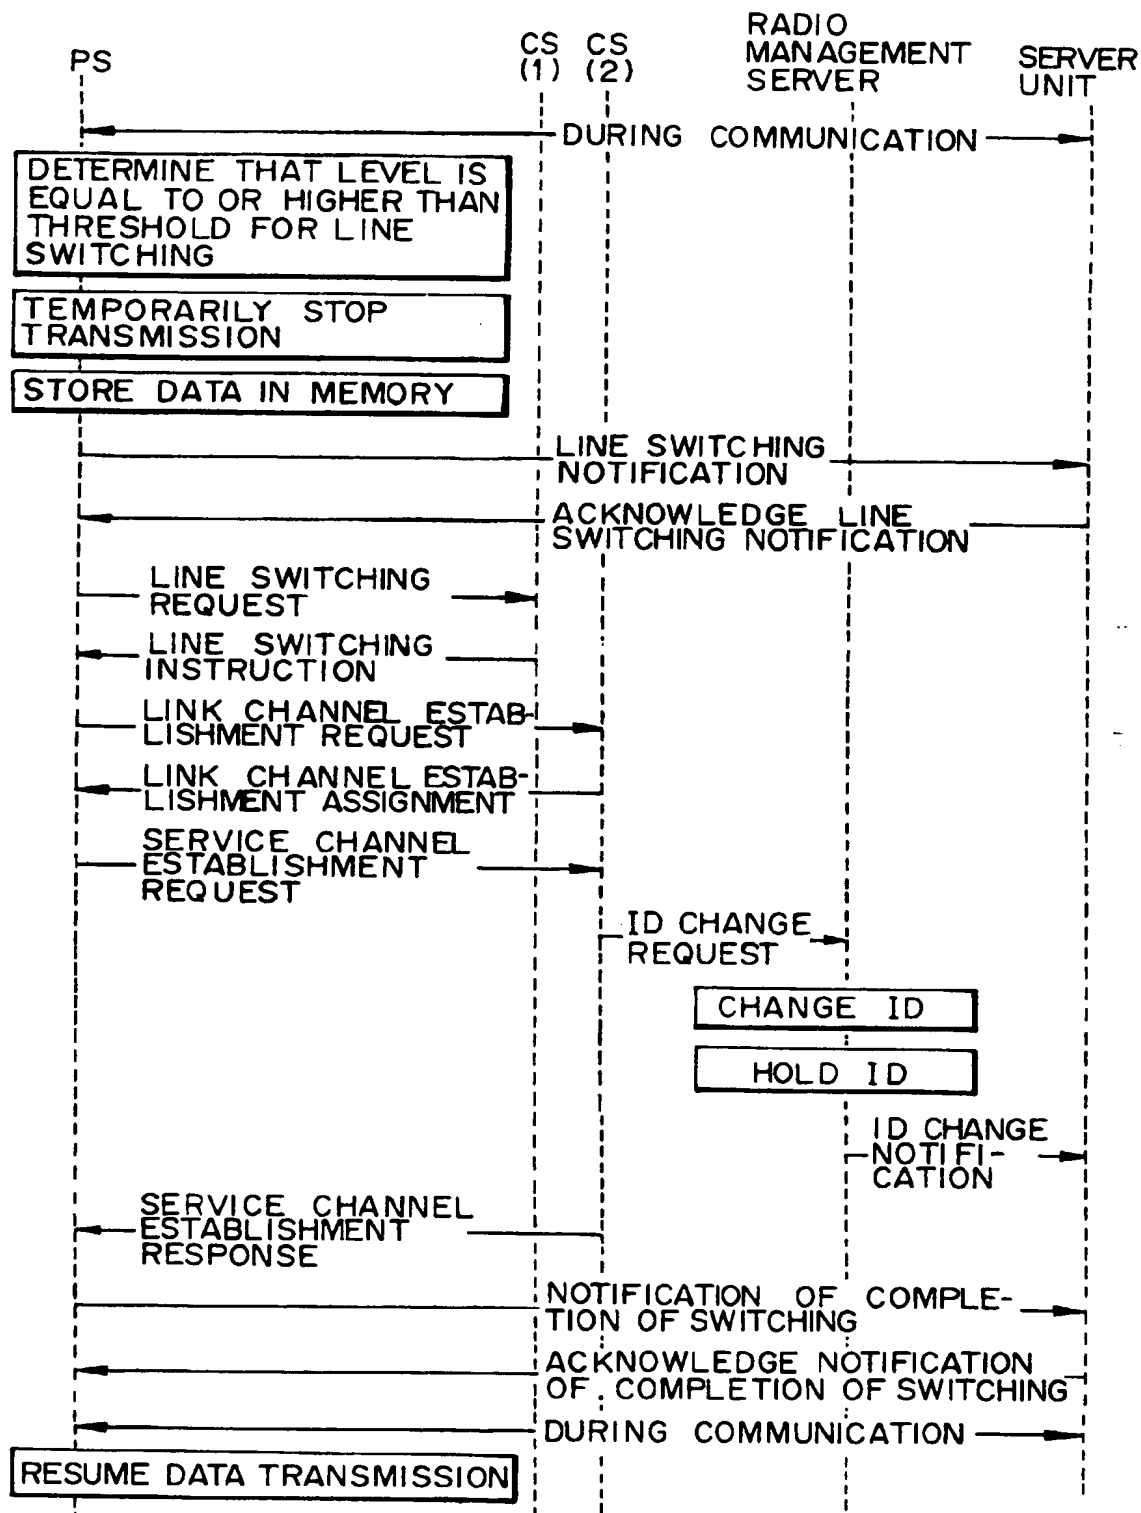 PS
CS
(1)
CS
(2)
RADIO
MANAGEMENT
SERVER
SERVER
UNIT
DURING COMMUNICATION
DETERMINE THAT LEVEL IS
EQUAL TO OR HIGHER THAN
THRESHOLD FOR LINE
SWITCHING
TEMPORARILY STOP
TRANSMISSION
STORE DATA IN MEMORY
LINE SWITCHING
NOTIFICATION
ACKNOWLEDGE LINE
SWITCHING NOTIFICATION
LINE SWITCHING
REQUEST
LINE SWITCHING
INSTRUCTION
LINK CHANNEL ESTAB-
LISHMENT REQUEST
LINK CHANNEL ESTAB-
LISHMENT ASSIGNMENT
SERVICE CHANNEL
ESTABLISHMENT
REQUEST
ID CHANGE
REQUEST
CHANGE ID
HOLD ID
ID CHANGE
NOTIFI-
CATION
SERVICE CHANNEL
ESTABLISHMENT
RESPONSE
NOTIFICATION OF COMPLE-
TION OF SWITCHING
ACKNOWLEDGE NOTIFICATION
OF. COMPLETION OF SWITCHING
DURING COMMUNICATION
RESUME DATA TRANSMISSION